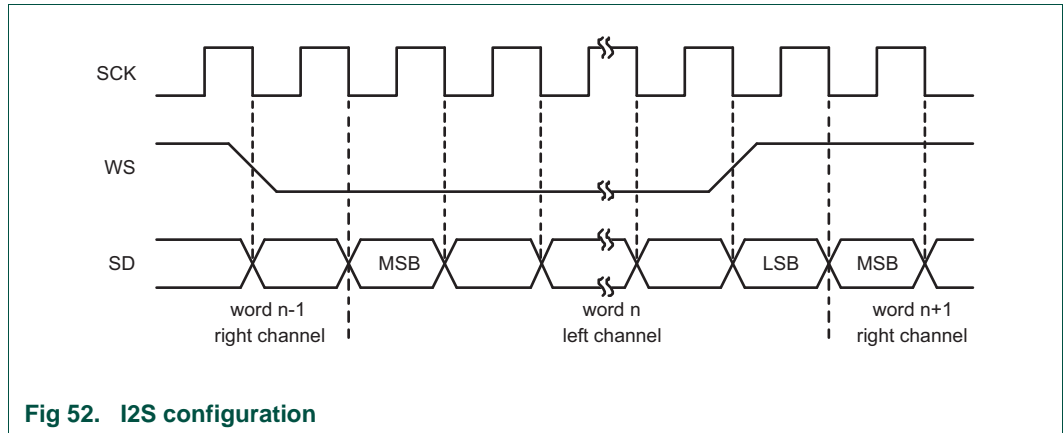 SCK
WS
SD
MSB
LSB
MSB
word n-1
right channel
word n
left channel
word n+1
right channel
Fig 52. I2S configuration